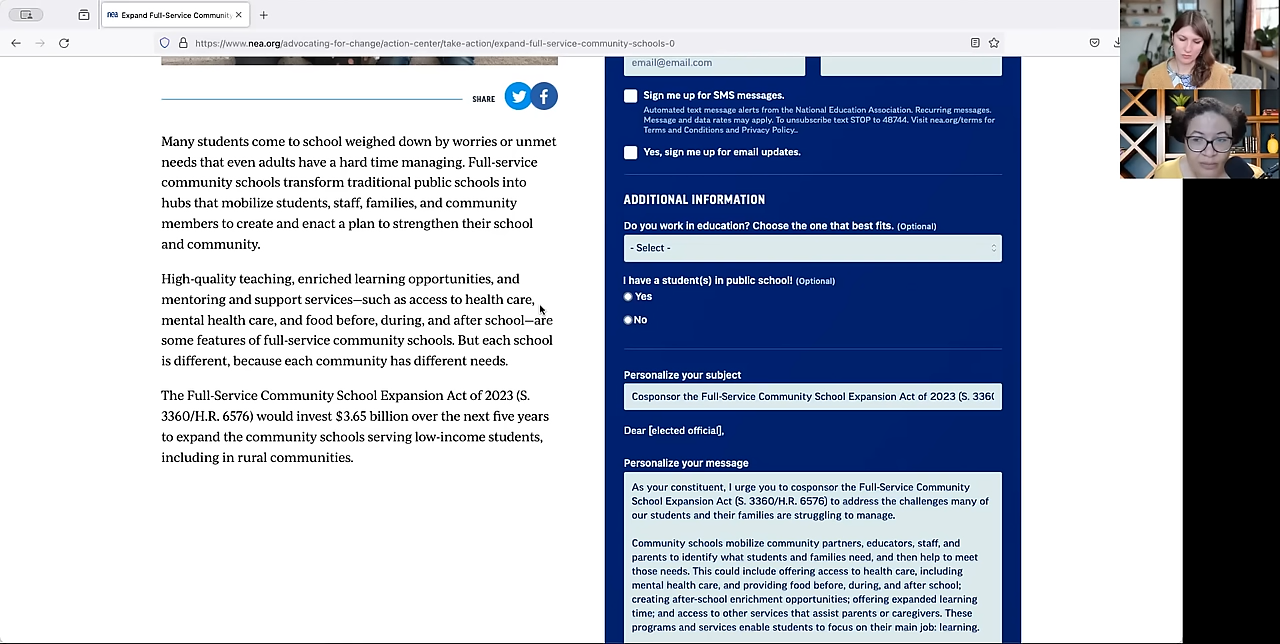 nea Expand Full-Service Community
https://www.nea.org/advocating-for-change/action-center/take-action/expand-full-service-community-schools-0
SHARE
Many students come to school weighed down by worries or unmet
needs that even adults have a hard time managing. Full-service
community schools transform traditional public schools into
hubs that mobilize students, staff, families, and community
members to create and enact a plan to strengthen their school
and community.
High-quality teaching, enriched learning opportunities, and
mentoring and support services—such as access to health care,
mental health care, and food before, during, and after school—are
some features of full-service community schools. But each school
is different, because each community has different needs.
The Full-Service Community School Expansion Act of 2023 (S.
3360/H.R. 6576) would invest $3.65 billion over the next five years
to expand the community schools serving low-income students,
including in rural communities.
email@email.com
Sign me up for SMS messages.
Automated text message alerts from the National Education Association. Recurring messages.
Message and data rates may apply. To unsubscribe text STOP to 48744. Visit nea.org/terms for
Terms and Conditions and Privacy Policy..
Yes, sign me up for email updates.
ADDITIONAL INFORMATION
Do you work in education? Choose the one that best fits. (Optional)
- Select -
I have a student(s) in public school! (Optional)
Yes
No
Personalize your subject
Cosponsor the Full-Service Community School Expansion Act of 2023 (S. 336
Dear [elected official],
Personalize your message
As your constituent, I urge you to cosponsor the Full-Service Community
School Expansion Act (S. 3360/H.R. 6576) to address the challenges many of
our students and their families are struggling to manage.
Community schools mobilize community partners, educators, staff, and
parents to identify what students and families need, and then help to meet
those needs. This could include offering access to health care, including
mental health care, and providing food before, during, and after school;
creating after-school enrichment opportunities; offering expanded learning
time; and access to other services that assist parents or caregivers. These
programs and services enable students to focus on their main job: learning.